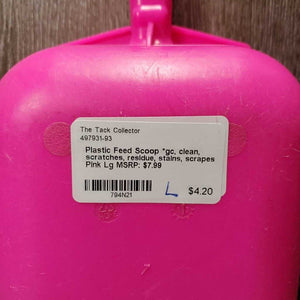 The Tack Collector
497931-93
Plastic Feed Scoop *gc, clean,
scratches, residue, stains, scrapes
Pink Lg MSRP: $7.99
794N21
L
$4.20